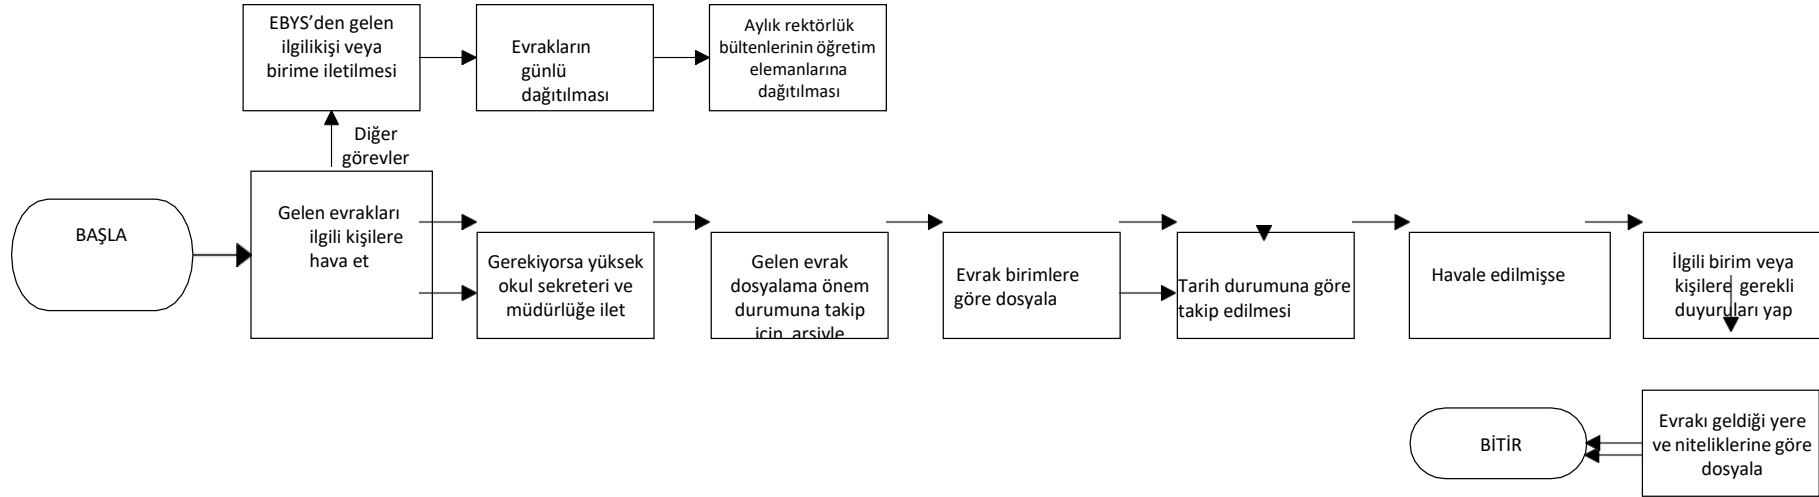 EBYS’den gelen
ilgilikişi veya
birime iletilmesi
Evrakların
günlü
dağıtılması
Aylık rektörlük
bültenlerinin öğretim
elemanlarına
dağıtılması
Diğer
görevler
BAŞLA
Gelen evrakları
ilgili kişilere
hava et
Gerekiyorsa yüksek
okul sekreteri ve
müdürlüğe ilet
Gelen evrak
dosyalama önem
durumuna takip
için arşivle
Evrak birimlere
göre dosyala
Tarih durumuna göre
takip edilmesi
Havale edilmişse
İlgili birim veya
kişilere gerekli
duyuruları yap
Evrakı geldiği yere
ve niteliklerine göre
dosyala
BİTİR